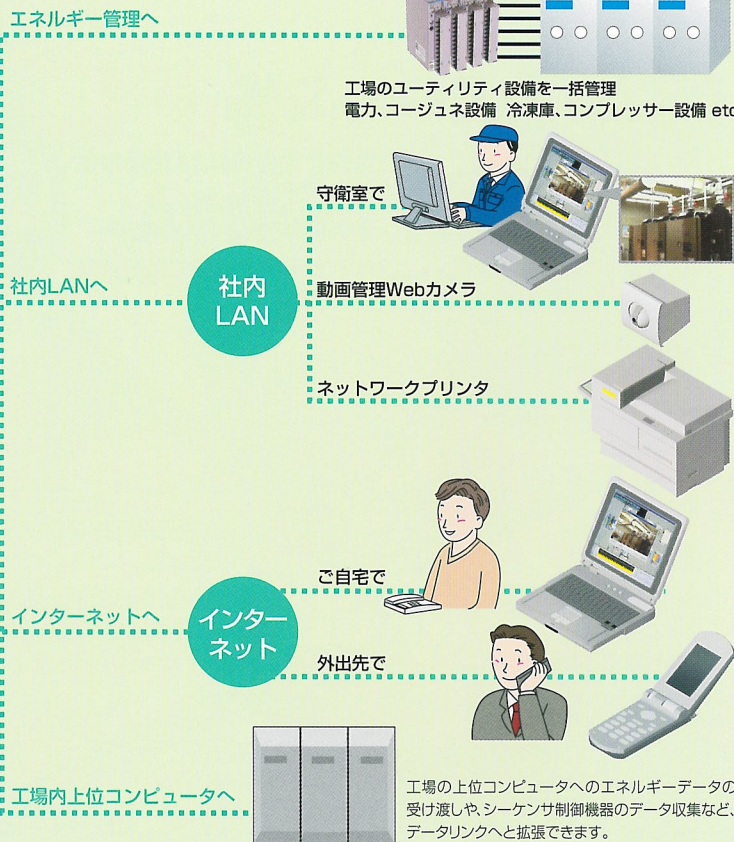 エネルギー管理へ
工場のユーティリティ設備を一括管理
電力、コージュネ設備 冷凍庫、コンプレッサー設備 etc
守衛室で
社内LANへ
社内
LAN
動画管理Webカメラ
ネットワークプリンタ
ご自宅で
インターネットへ
インター
ネット
外出先で
工場内上位コンピュータへ
工場の上位コンピュータへのエネルギーデータの
受け渡しや、シーケンサ制御機器のデータ収集など、
データリンクへと拡張できます。